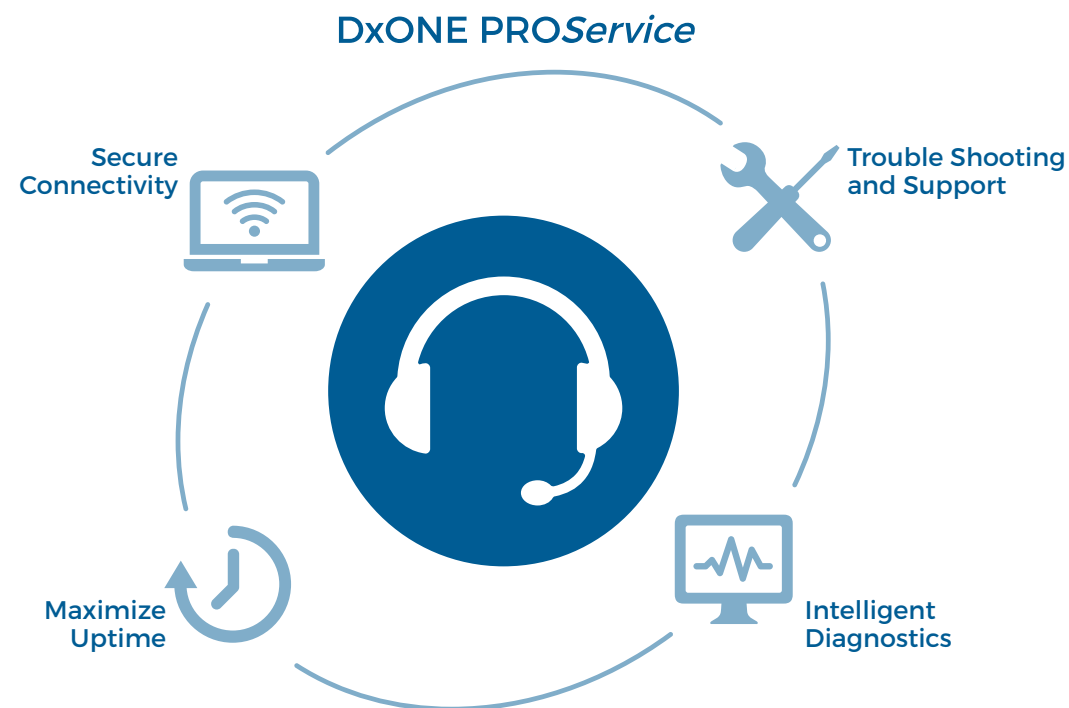 DxONE PROService
Secure
Connectivity
Trouble Shooting
and Support
Maximize
Uptime
Intelligent
Diagnostics